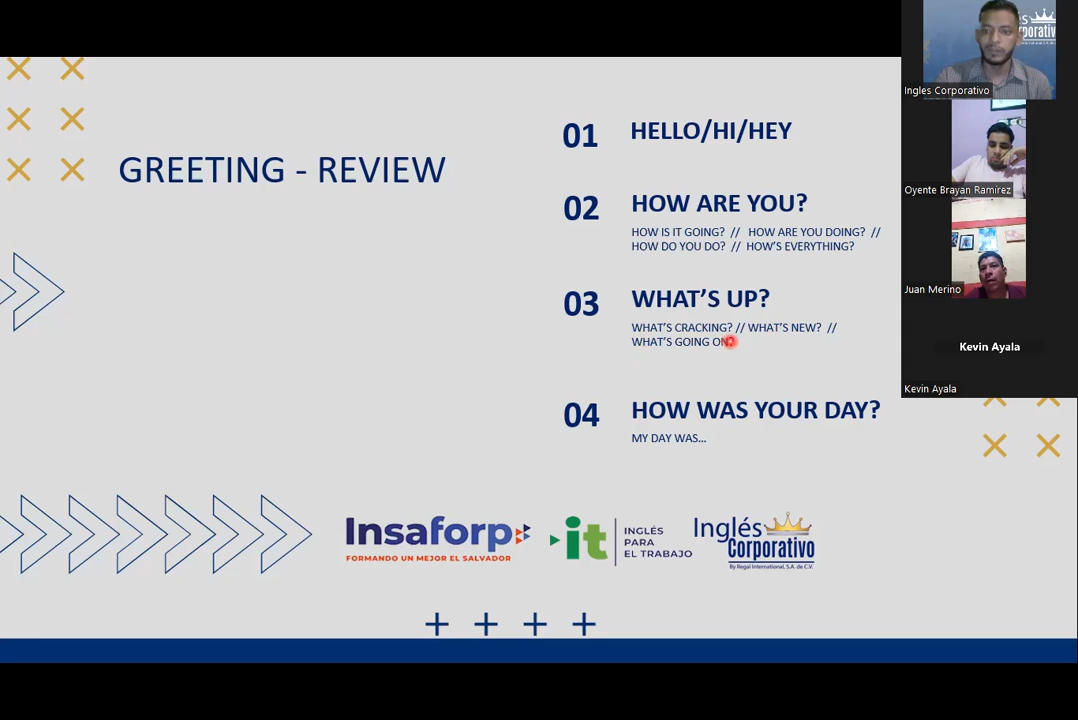 GREETING - REVIEW
01
HELLO/HI/HEY
02
HOW ARE YOU?
HOW IS IT GOING? // HOW ARE YOU DOING? //
HOW DO YOU DO? // HOW'S EVERYTHING?
03
WHAT'S UP?
WHAT'S CRACKING? // WHAT'S NEW? //
WHAT'S GOING ON?
04
HOW WAS YOUR DAY?
MY DAY WAS...
Insaforp
FORMANDO UN MEJOR EL SALVADOR
it
INGLÉS
PARA
EL TRABAJO
Inglés
Corporativo
By Regal International, S.A. de C.V.
Ingles Corporativo
Oyente Brayan Ramírez
Juan Merino
Kevin Ayala
Kevin Ayala